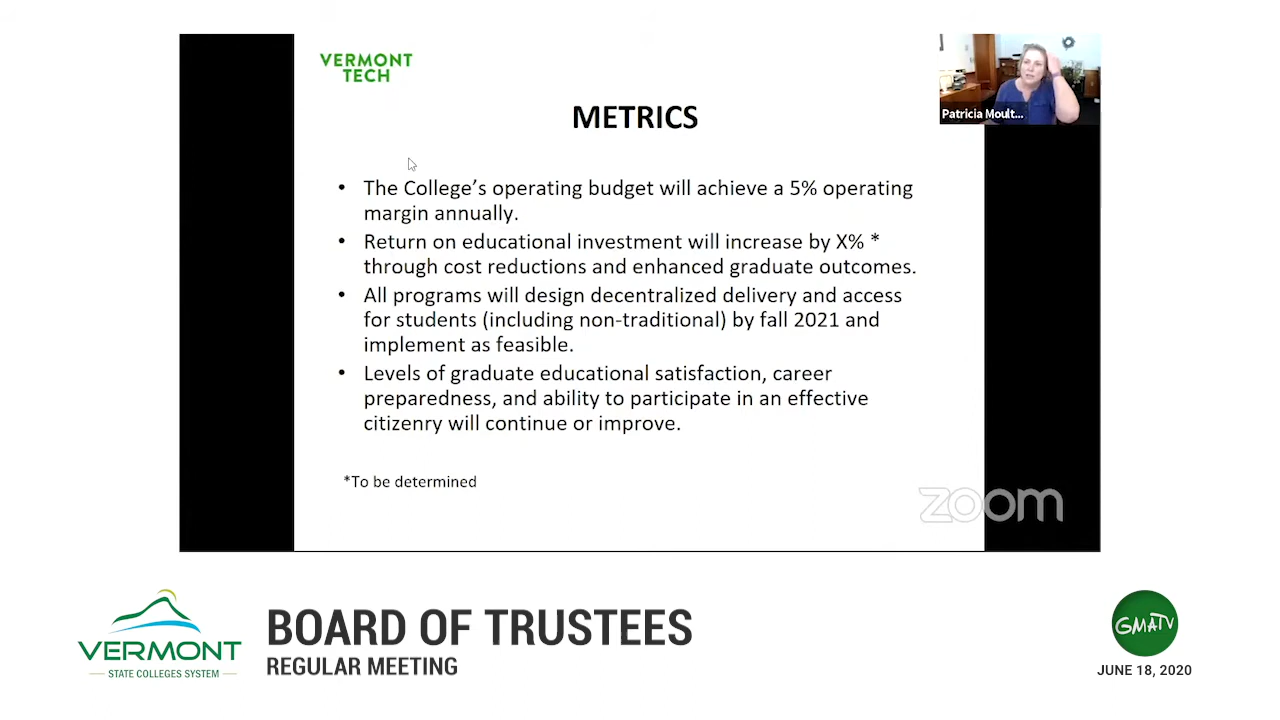 VERMONT
TECH
Patricia Moult...
METRICS
• The College's operating budget will achieve a 5% operating
margin annually.
• Return on educational investment will increase by X% *
through cost reductions and enhanced graduate outcomes.
• All programs will design decentralized delivery and access
for students (including non-traditional) by fall 2021 and
implement as feasible.
• Levels of graduate educational satisfaction, career
preparedness, and ability to participate in an effective
citizenry will continue or improve.
*To be determined
zoom
VERMONT
STATE COLLEGES SYSTEM
BOARD OF TRUSTEES
REGULAR MEETING
GMATV
JUNE 18, 2020